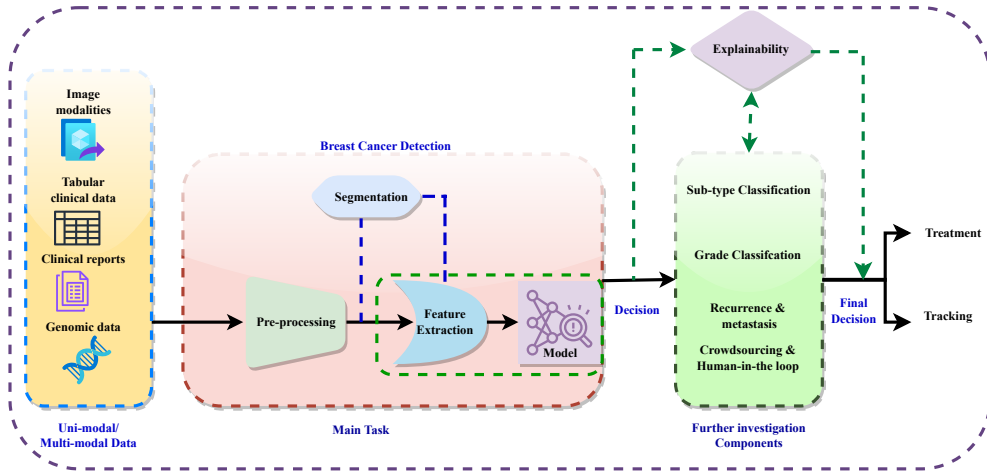 Image
modalities
Tabular
clinical data
Clinical reports
Genomic data
Uni-modal/
Multi-modal Data
Breast Cancer Detection
Segmentation
Pre-processing
Feature
Extraction
Model
Main Task
Decision
Explainability
Sub-type Classification
Grade Classifcation
Recurrence &
metastasis
Crowdsourcing &
Human-in-the loop
Further investigation
Components
Final
Decision
Treatment
Tracking